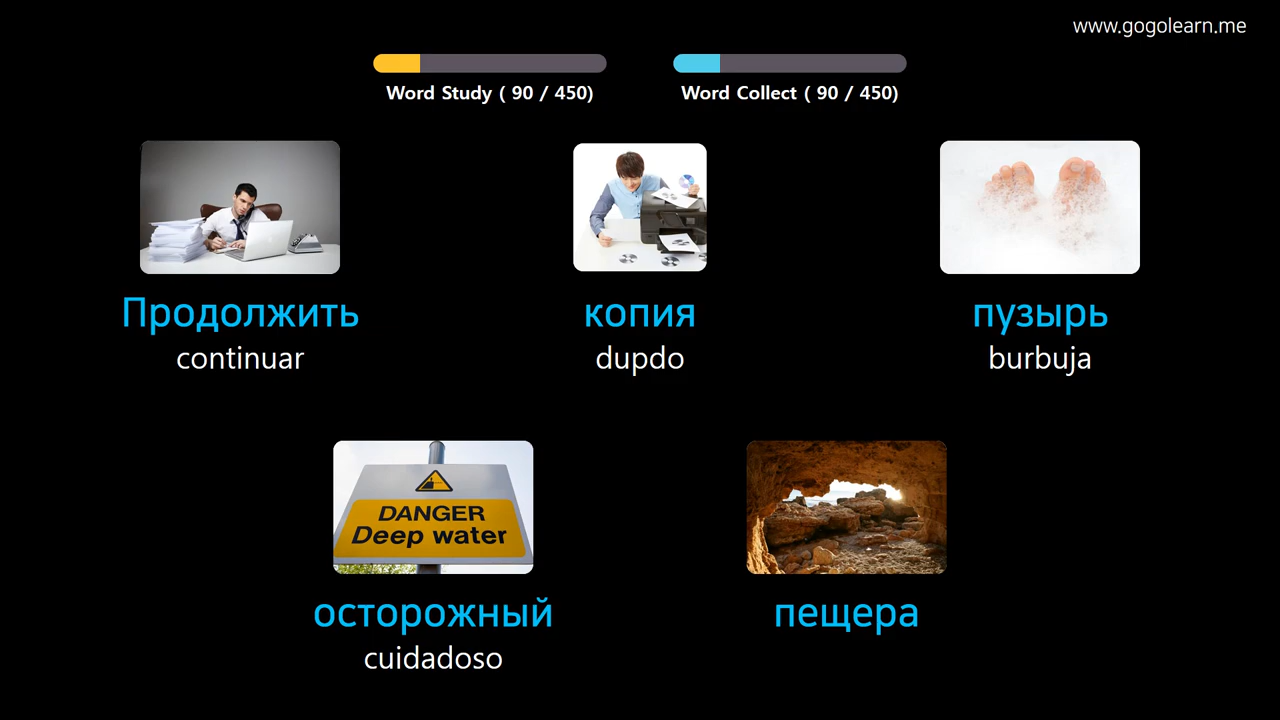 www.gogolearn.me
Word Study ( 90 / 450)
Word Collect ( 90 / 450)
Продолжить
continuar
копия
dupdo
пузырь
burbuja
DANGER
Deep water
осторожный
cuidadoso
пещера